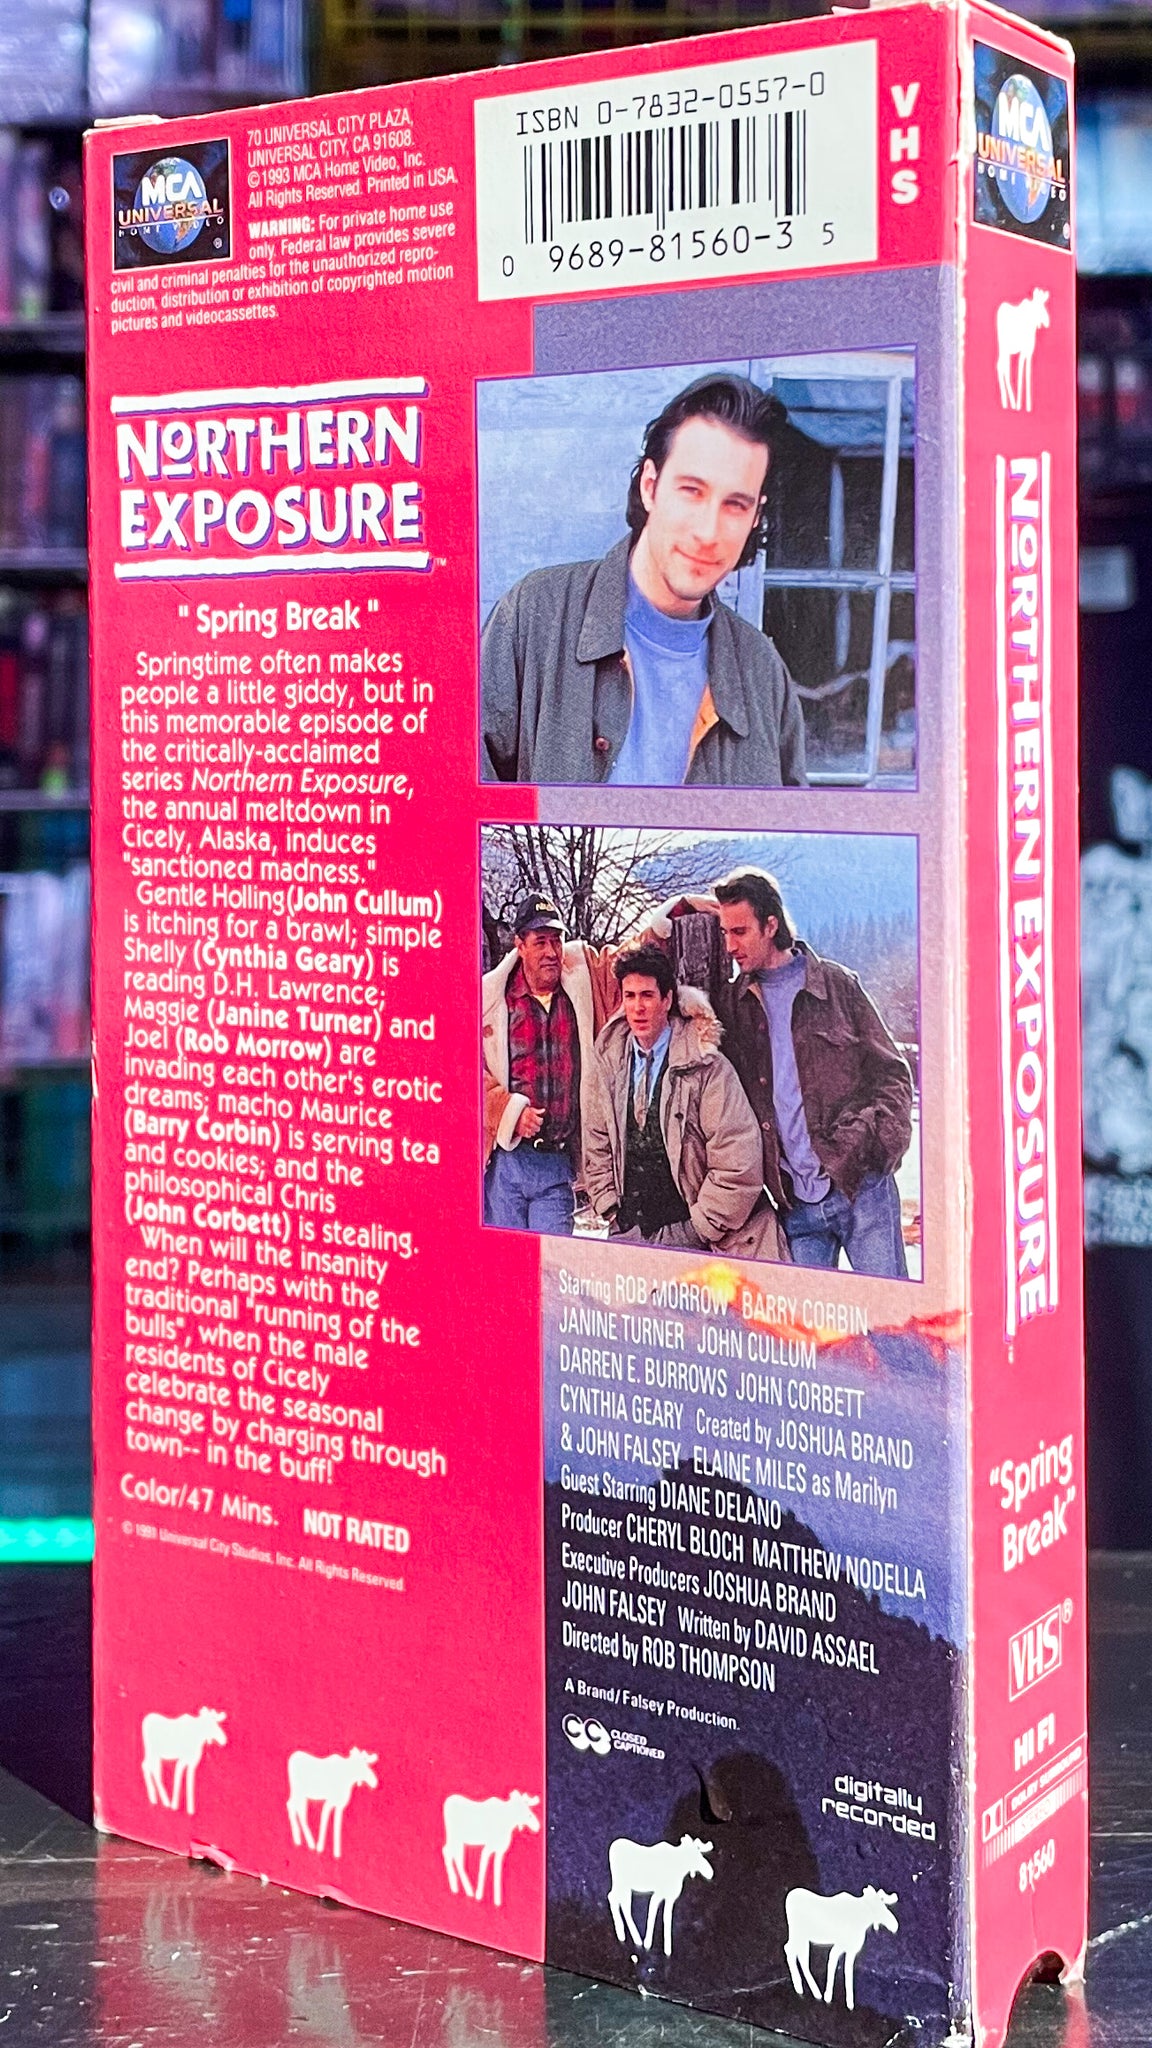 MCA
UNIVERSAL
HOME VIDEO
®
70 UNIVERSAL CITY PLAZA,
UNIVERSAL CITY, CA 91608.
©1993 MCA Home Video, Inc.
All Rights Reserved. Printed in USA.
WARNING: For private home use
only. Federal law provides severe
civil and criminal penalties for the unauthorized repro-
duction, distribution or exhibition of copyrighted motion
pictures and videocassettes.
ISBN 0-7832-0557-0
0 9689-81560-3 5
VHS
NORTHERN
EXPOSURE
™
"Spring Break"
Springtime often makes
people a little giddy, but in
this memorable episode of
the critically-acclaimed
series Northern Exposure,
the annual meltdown in
Cicely, Alaska, induces
"sanctioned madness."
Gentle Holling(John Cullum)
is itching for a brawl; simple
Shelly (Cynthia Geary) is
reading D.H. Lawrence;
Maggie (Janine Turner) and
Joel (Rob Morrow) are
invading each other's erotic
dreams; macho Maurice
(Barry Corbin) is serving tea
and cookies; and the
philosophical Chris
(John Corbett) is stealing.
When will the insanity
end? Perhaps with the
traditional "running of the
bulls", when the male
residents of Cicely
celebrate the seasonal
change by charging through
town-- in the buff!
Color/47 Mins. NOT RATED
© 1991 Universal City Studios, Inc. All Rights Reserved.
Starring ROB MORROW BARRY CORBIN
JANINE TURNER JOHN CULLUM
DARREN E. BURROWS JOHN CORBETT
CYNTHIA GEARY Created by JOSHUA BRAND
& JOHN FALSEY ELAINE MILES as Marilyn
Guest Starring DIANE DELANO
Producer CHERYL BLOCH MATTHEW NODELLA
Executive Producers JOSHUA BRAND
JOHN FALSEY Written by DAVID ASSAEL
Directed by ROB THOMPSON
A Brand/Falsey Production.
CC CLOSED
CAPTIONED
digitally
recorded
MCA
UNIVERSAL
HOME VIDEO
NORTHERN EXPOSURE
"Spring
Break"
VHS®
HI FI
DOLBY SURROUND
81560